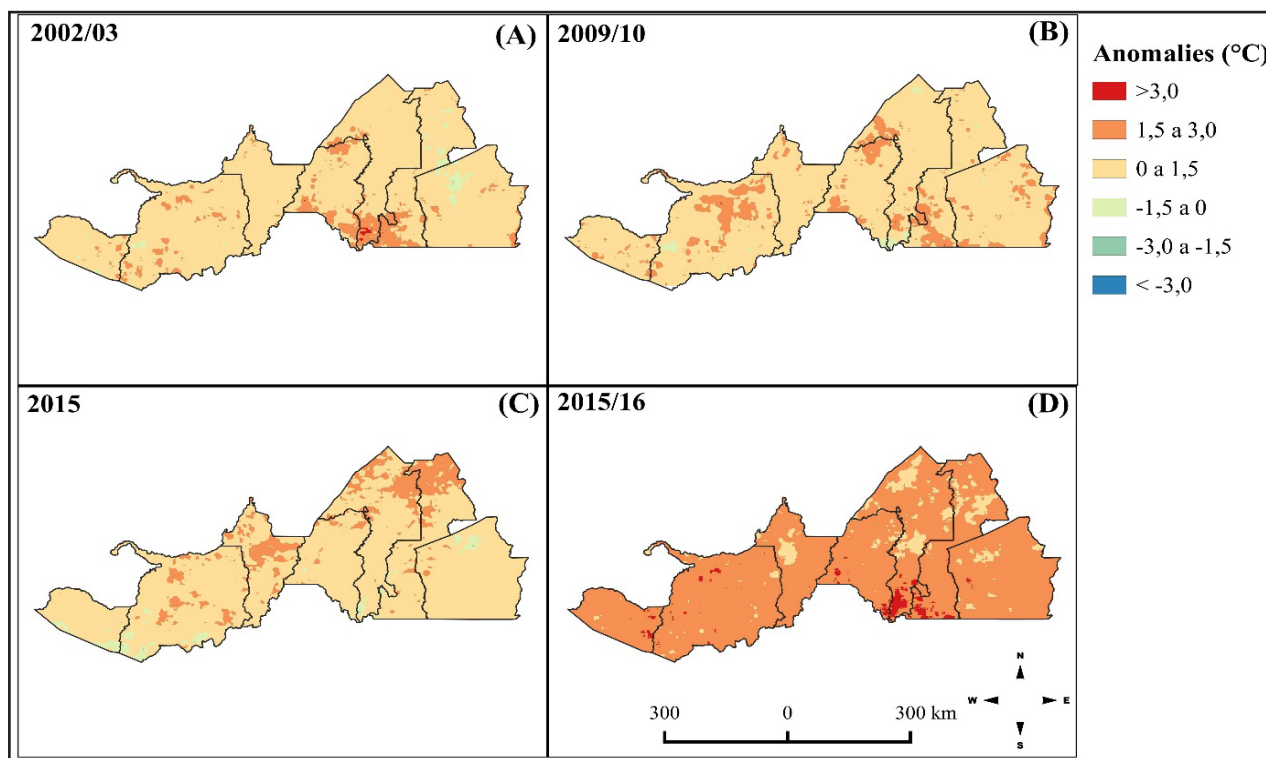 2002/03
(A)
2009/10
(B)
Anomalies (°C)
>3,0
1,5 a 3,0
0 a 1,5
-1,5 a 0
-3,0 a -1,5
< -3,0
2015
(C)
2015/16
(D)
N
W
E
S
300
0
300 km